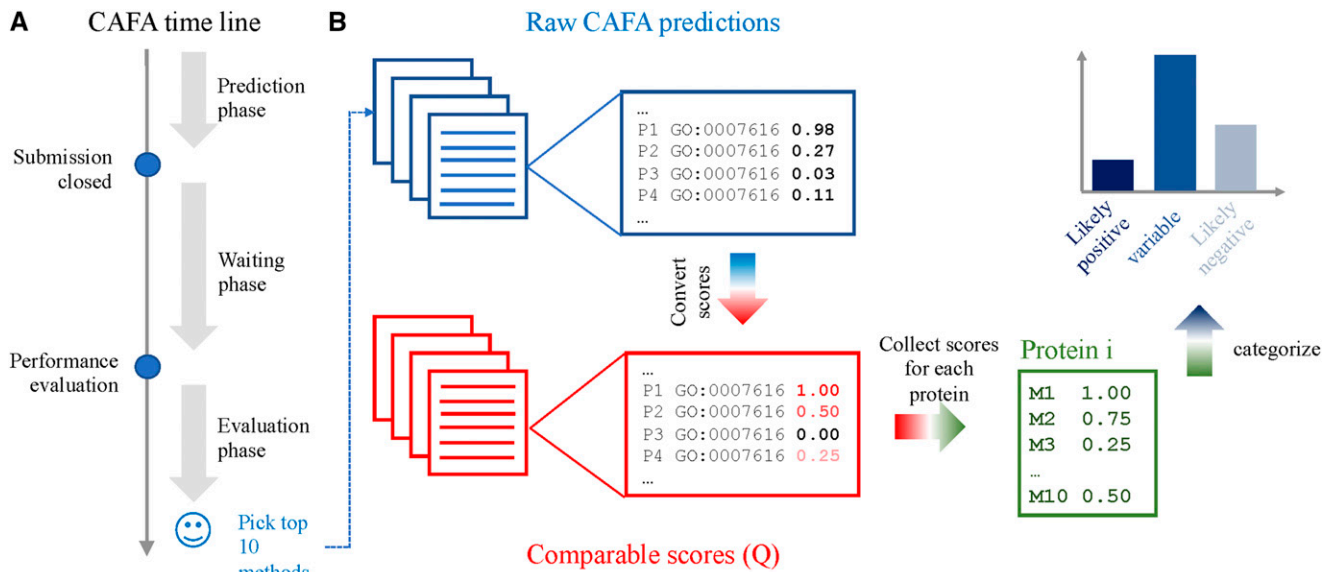 A
CAFA time line
Prediction
phase
Submission
closed
Waiting
phase
Performance
evaluation
Evaluation
phase
Pick top
10
methods
B
Raw CAFA predictions
...
P1 GO:0007616 0.98
P2 GO:0007616 0.27
P3 GO:0007616 0.03
P4 GO:0007616 0.11
...
Convert
scores
...
P1 GO:0007616 1.00
P2 GO:0007616 0.50
P3 GO:0007616 0.00
P4 GO:0007616 0.25
...
Comparable scores (Q)
Collect scores
for each
protein
Protein i
M1 1.00
M2 0.75
M3 0.25
...
M10 0.50
categorize
Likely
positive
variable
Likely
negative